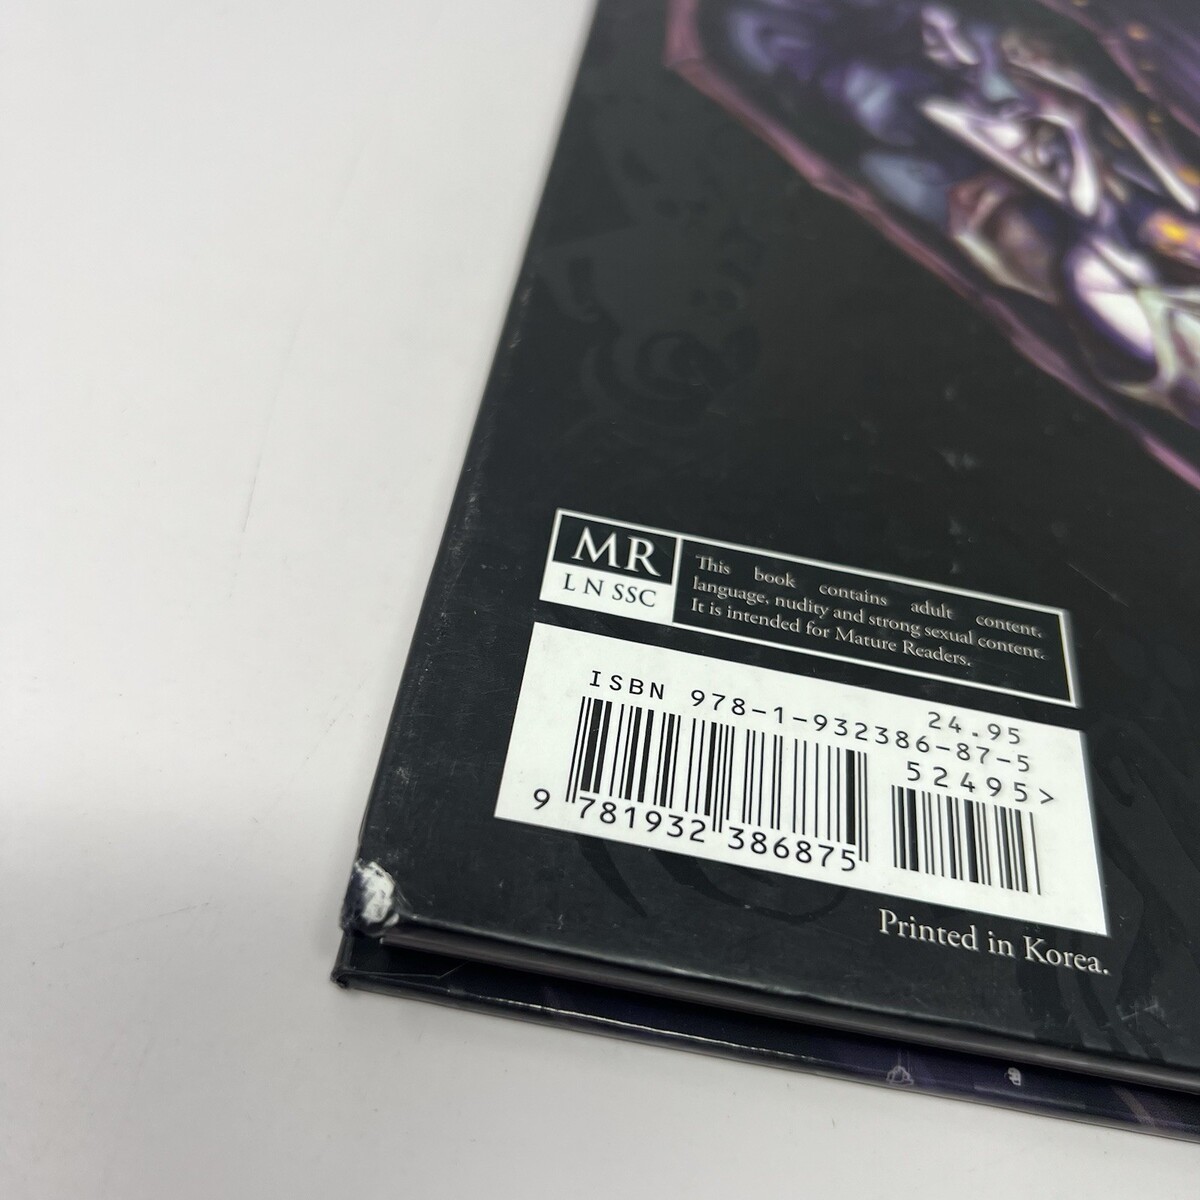 MR
L N SSC
This book contains adult content.
language, nudity and strong sexual content.
It is intended for Mature Readers.
24.95
ISBN 978-1-932386-87-5
52495>
9 781932 386875
Printed in Korea.